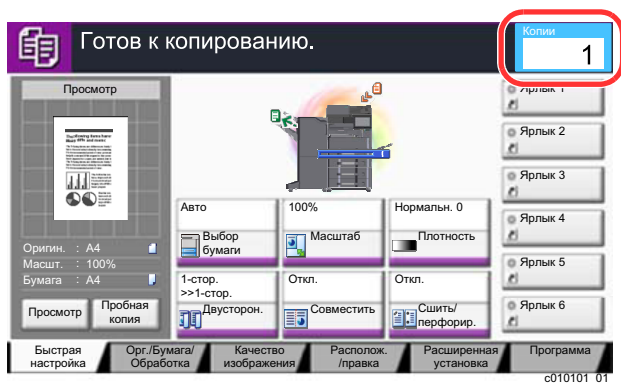 Готов к копированию.
Копии
1
Просмотр
Оригин. : A4
Масшт. : 100%
Бумага : A4
Просмотр
Пробная
копия
Авто
Выбор
бумаги
100%
Масштаб
Нормальн. 0
Плотность
1-стор.
>>1-стор.
Двусторон.
Откл.
Совместить
Откл.
Сшить/
перфорир.
Ярлык 1
Ярлык 2
Ярлык 3
Ярлык 4
Ярлык 5
Ярлык 6
Быстрая
настройка
Орг./Бумага/
Обработка
Качество
изображения
Располож.
/правка
Расширенная
установка
Программа
c010101_01